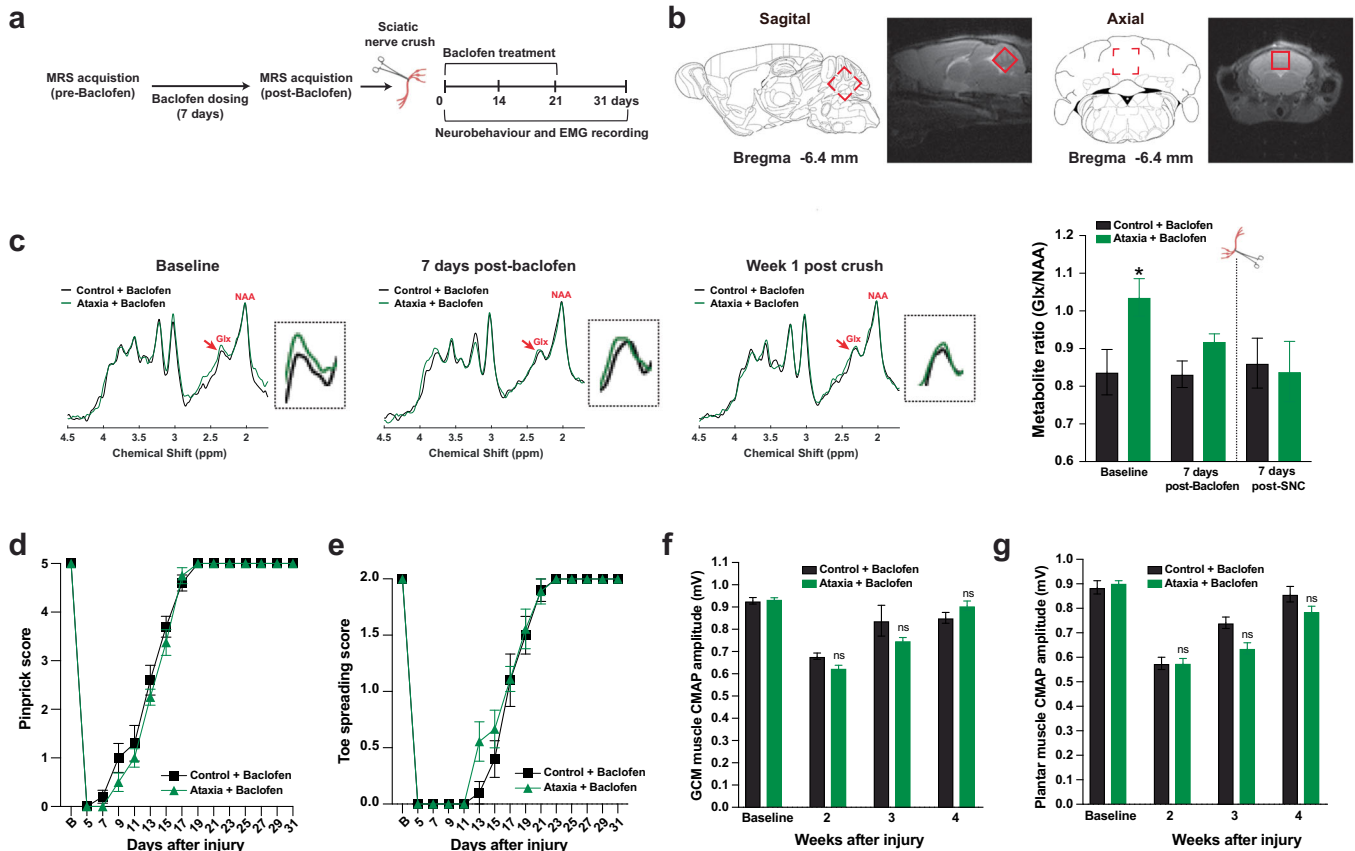 a
Sciatic
nerve crush
MRS acquistion
(pre-Baclofen)
Baclofen dosing
(7 days)
MRS acquistion
(post-Baclofen)
Baclofen treatment
0 14 21 31 days
Neurobehaviour and EMG recording
b
Sagital
Axial
Bregma -6.4 mm
Bregma -6.4 mm
c
Baseline
Control + Baclofen
Ataxia + Baclofen
NAA
Glx
4.5 4 3.5 3 2.5 2
Chemical Shift (ppm)
7 days post-baclofen
Control + Baclofen
Ataxia + Baclofen
NAA
Glx
4.5 4 3.5 3 2.5 2
Chemical Shift (ppm)
Week 1 post crush
Control + Baclofen
Ataxia + Baclofen
NAA
Glx
4.5 4 3.5 3 2.5 2
Chemical Shift (ppm)
Metabolite ratio (Glx/NAA)
1.2
1.1
1.0
0.9
0.8
0.7
0.6
Control + Baclofen
Ataxia + Baclofen
*
Baseline
7 days
post-Baclofen
7 days
post-SNC
d
Pinprick score
5
4
3
2
1
0
Control + Baclofen
Ataxia + Baclofen
B 5 7 9 11 13 15 17 19 21 23 25 27 29 31
Days after injury
e
Toe spreading score
2.0
1.5
1.0
0.5
0.0
Control + Baclofen
Ataxia + Baclofen
B 5 7 9 11 13 15 17 19 21 23 25 27 29 31
Days after injury
f
GCM muscle CMAP amplitude (mV)
1.1
1.0
0.9
0.8
0.7
0.6
0.5
0.4
0.3
0.2
0.1
0.0
Control + Baclofen
Ataxia + Baclofen
ns
ns
ns
Baseline 2 3 4
Weeks after injury
g
Plantar muscle CMAP amplitude (mV)
1.0
0.9
0.8
0.7
0.6
0.5
0.4
0.3
0.2
0.1
0.0
Control + Baclofen
Ataxia + Baclofen
ns
ns
ns
Baseline 2 3 4
Weeks after injury